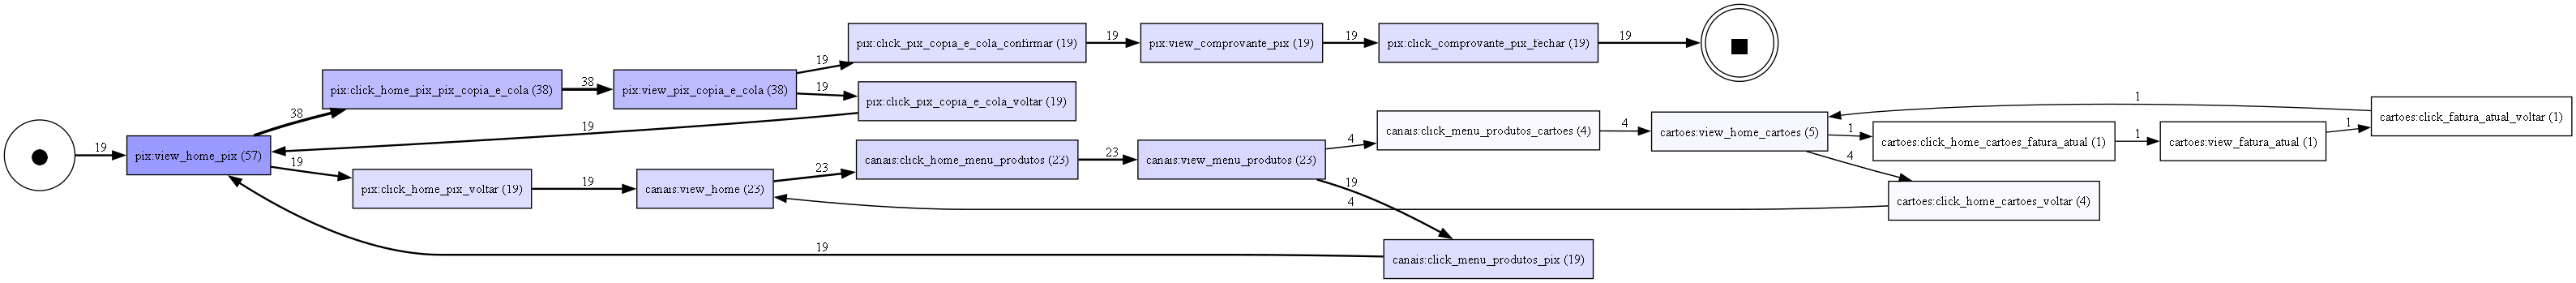 19
pix:view_home_pix (57)
38
pix:click_home_pix_pix_copia_e_cola (38)
38
pix:view_pix_copia_e_cola (38)
19
pix:click_pix_copia_e_cola_confirmar (19)
19
pix:view_comprovante_pix (19)
19
pix:click_comprovante_pix_fechar (19)
19
19
pix:click_pix_copia_e_cola_voltar (19)
19
19
pix:click_home_pix_voltar (19)
19
canais:view_home (23)
23
canais:click_home_menu_produtos (23)
23
canais:view_menu_produtos (23)
4
canais:click_menu_produtos_cartoes (4)
4
cartoes:view_home_cartoes (5)
1
cartoes:click_home_cartoes_fatura_atual (1)
1
cartoes:view_fatura_atual (1)
1
cartoes:click_fatura_atual_voltar (1)
1
4
cartoes:click_home_cartoes_voltar (4)
4
19
canais:click_menu_produtos_pix (19)
19